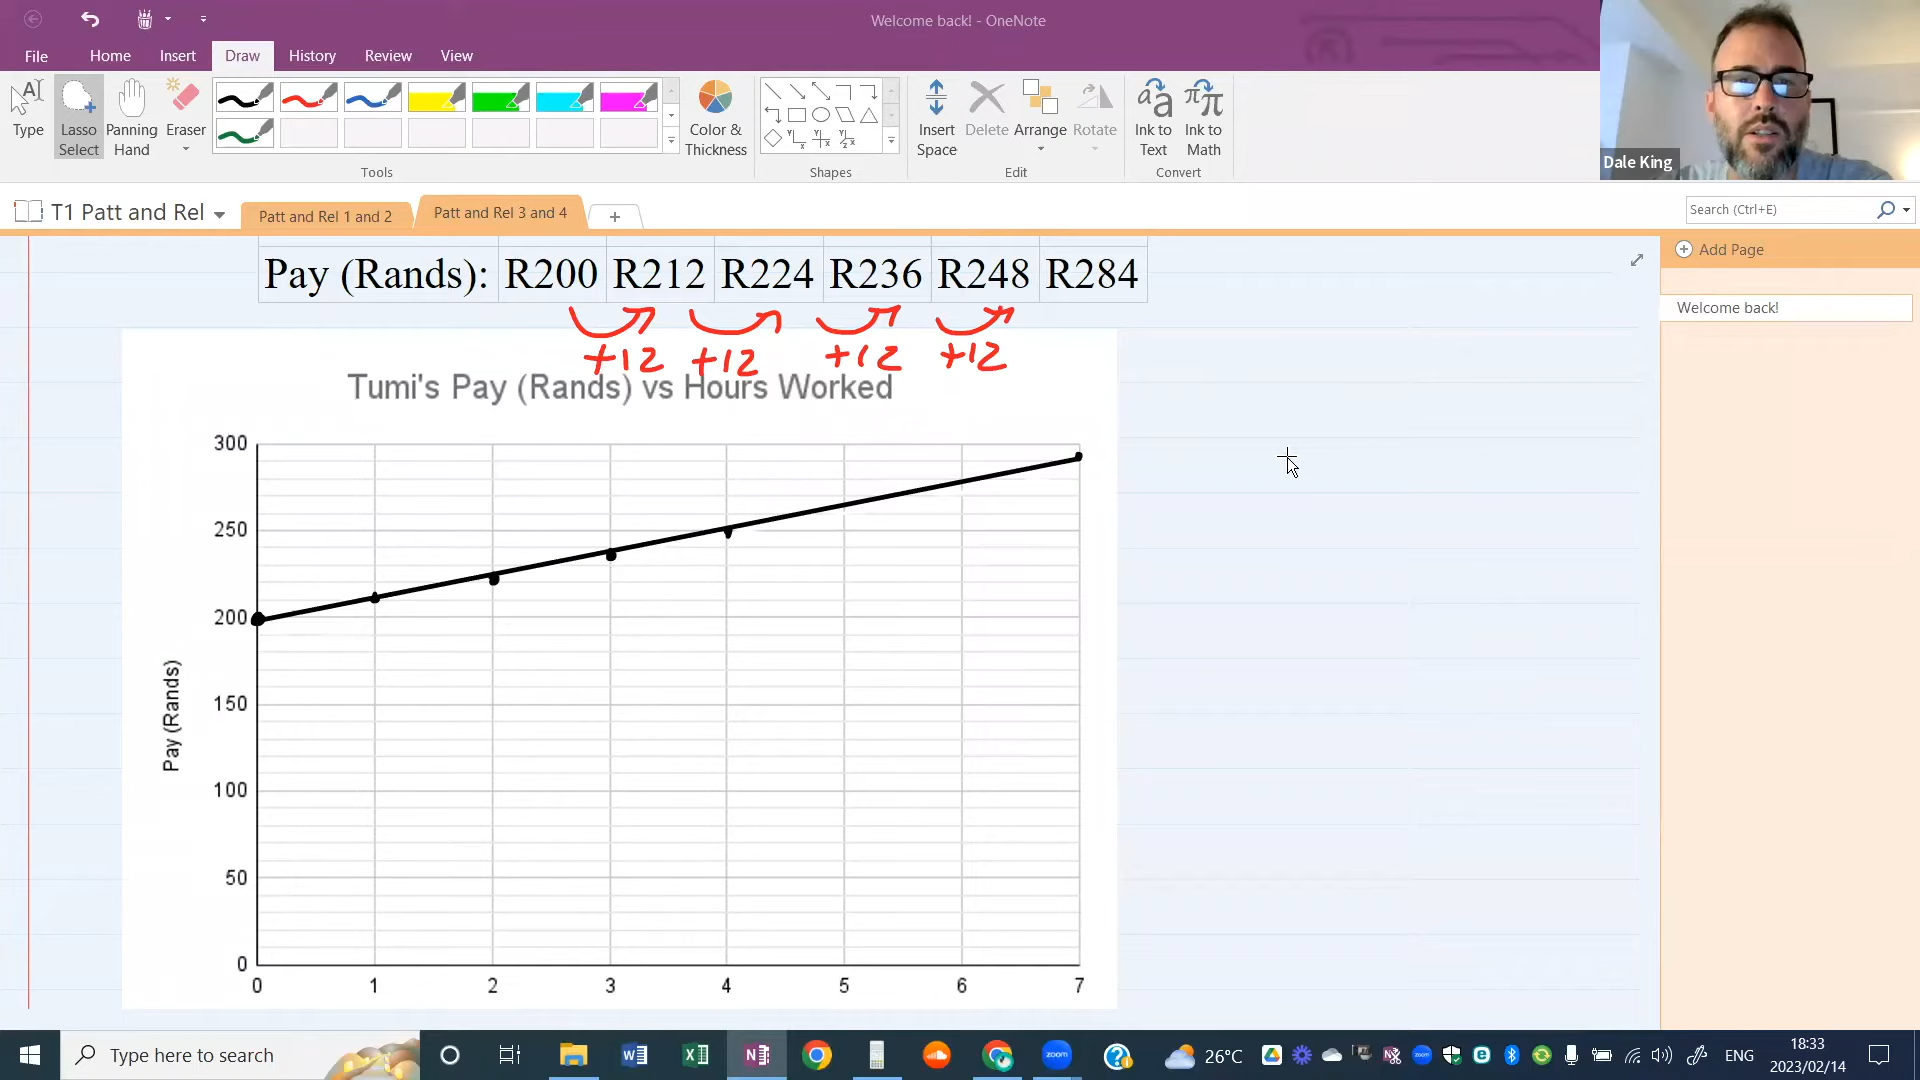 Welcome back! - OneNote
File Home Insert Draw History Review View
Type
Lasso Select
Panning Hand
Eraser
Color & Thickness
Insert Space
Delete
Arrange
Rotate
Ink to Text
Ink to Math
Tools Shapes Edit Convert
Dale King
T1 Patt and Rel
Patt and Rel 1 and 2
Patt and Rel 3 and 4
Search (Ctrl+E)
Add Page
Welcome back!
Pay (Rands): R200 R212 R224 R236 R248 R284
+12 +12 +12 +12
Tumi's Pay (Rands) vs Hours Worked
300
250
200
150
100
50
0
Pay (Rands)
0 1 2 3 4 5 6 7
Type here to search
26°C
ENG
18:33
2023/02/14